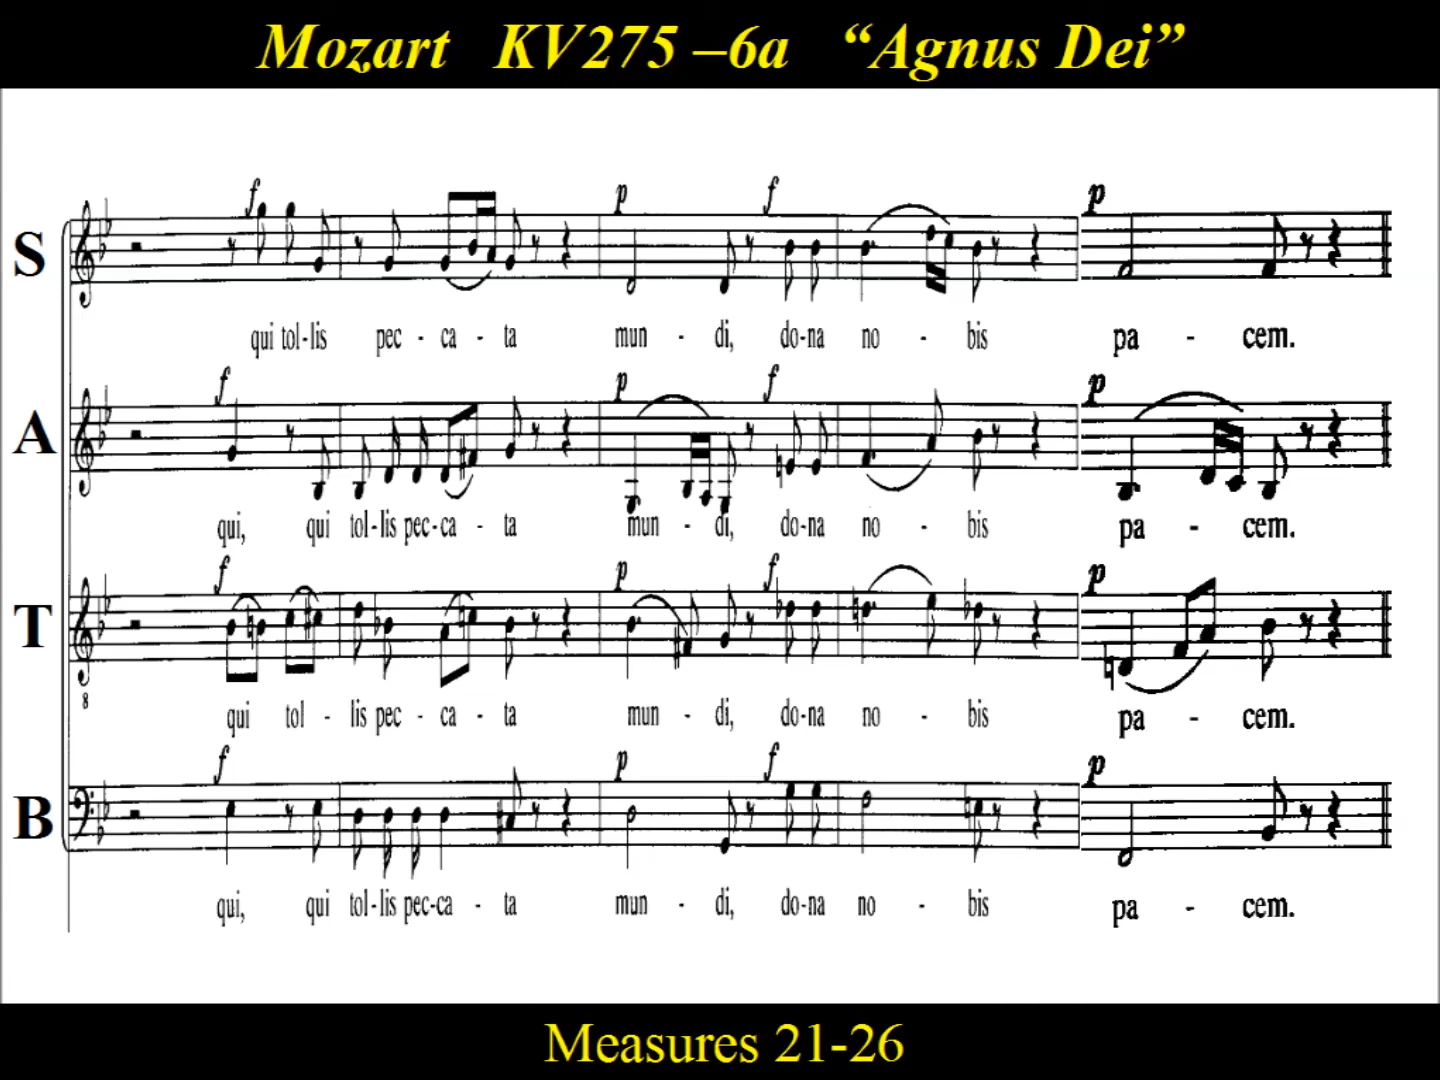 Mozart KV275 –6a “Agnus Dei”
f p f p
S
qui tol-lis pec - ca - ta mun - di, do-na no - bis pa - cem.
f p f p
A
qui, qui tol-lis pec-ca - ta mun - di, do-na no - bis pa - cem.
f p f p
T
8
qui tol - lis pec - ca - ta mun - di, do-na no - bis pa - cem.
f p f p
B
qui, qui tol-lis pec-ca - ta mun - di, do-na no - bis pa - cem.
Measures 21-26